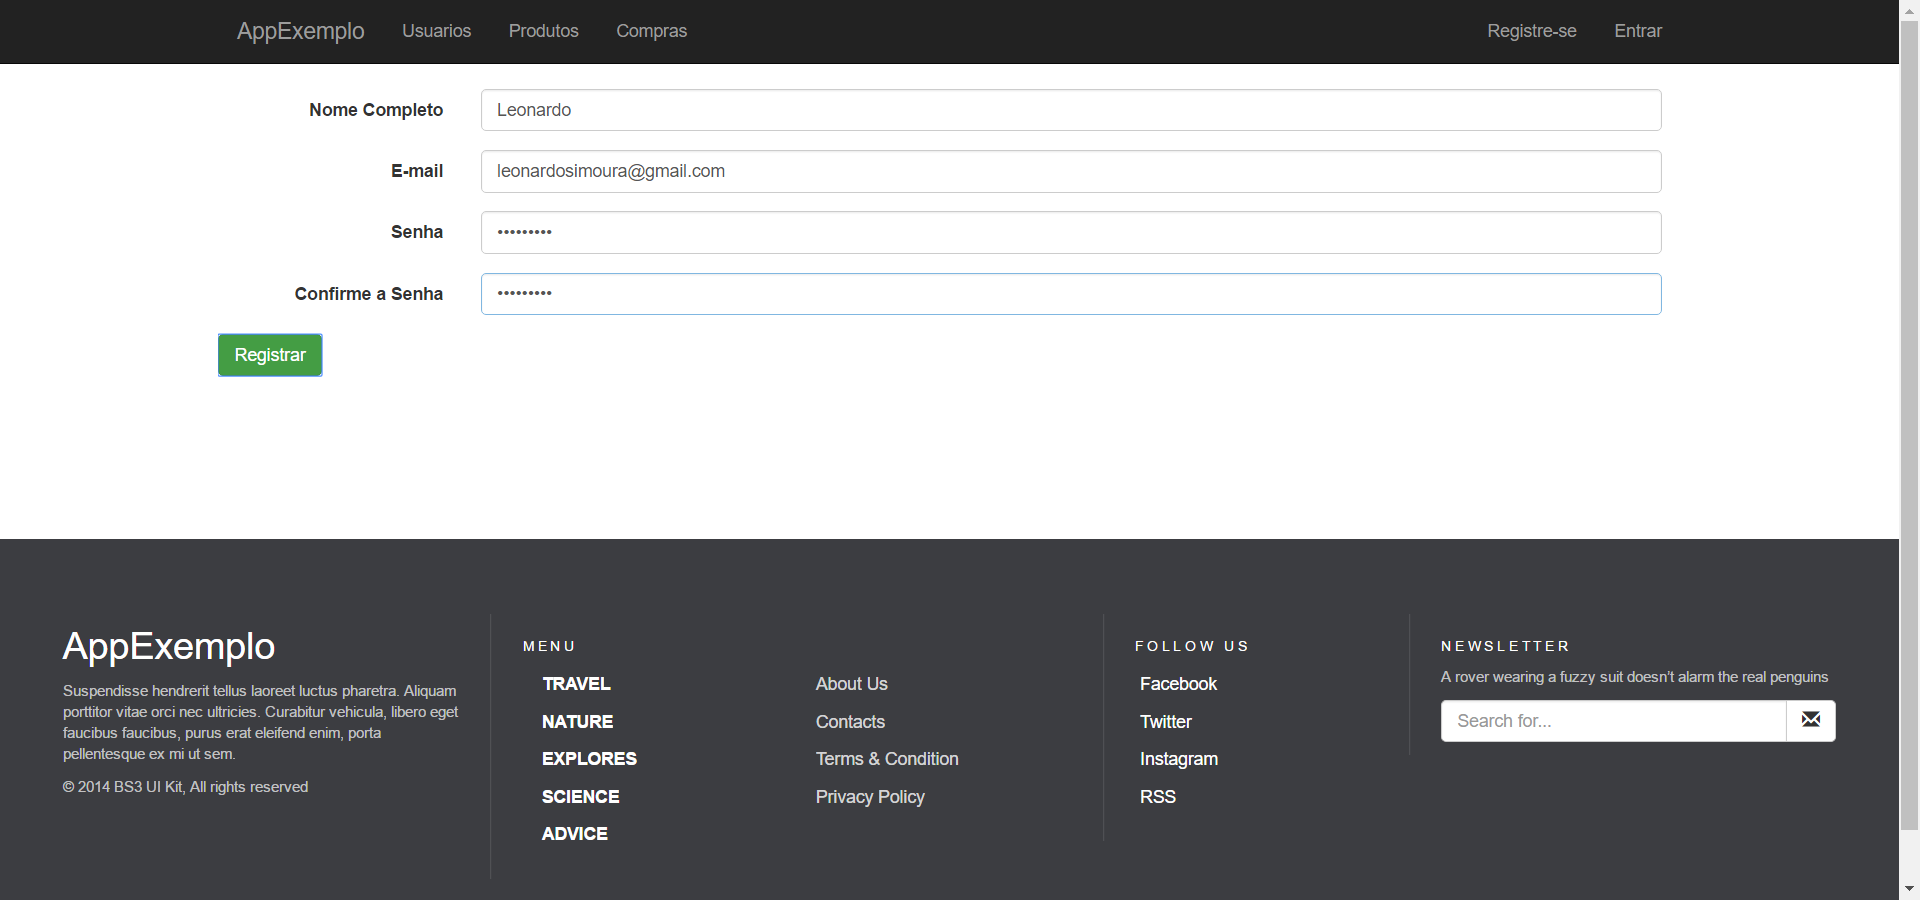 AppExemplo Usuarios Produtos Compras Registre-se Entrar
Nome Completo Leonardo
E-mail leonardosimoura@gmail.com
Senha •••••••••
Confirme a Senha •••••••••
Registrar
AppExemplo
Suspendisse hendrerit tellus laoreet luctus pharetra. Aliquam
porttitor vitae orci nec ultricies. Curabitur vehicula, libero eget
faucibus faucibus, purus erat eleifend enim, porta
pellentesque ex mi ut sem.
© 2014 BS3 UI Kit, All rights reserved
MENU
TRAVEL
NATURE
EXPLORES
SCIENCE
ADVICE
About Us
Contacts
Terms & Condition
Privacy Policy
FOLLOW US
Facebook
Twitter
Instagram
RSS
NEWSLETTER
A rover wearing a fuzzy suit doesn’t alarm the real penguins
Search for...